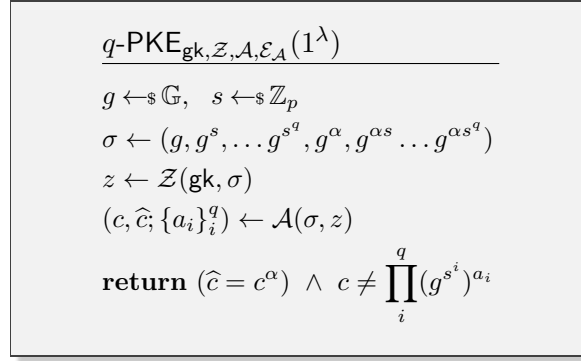 q-PKE_{gk,𝒵,𝒜,ℰ_𝒜}(1^λ)
g ←$ 𝔾, s ←$ ℤ_p
σ ← (g, g^s, … g^{s^q}, g^α, g^{αs} … g^{αs^q})
z ← 𝒵(gk, σ)
(c, ĉ; {a_i}_i^q) ← 𝒜(σ, z)
return (ĉ = c^α) ∧ c ≠ ∏_i^q (g^{s^i})^{a_i}